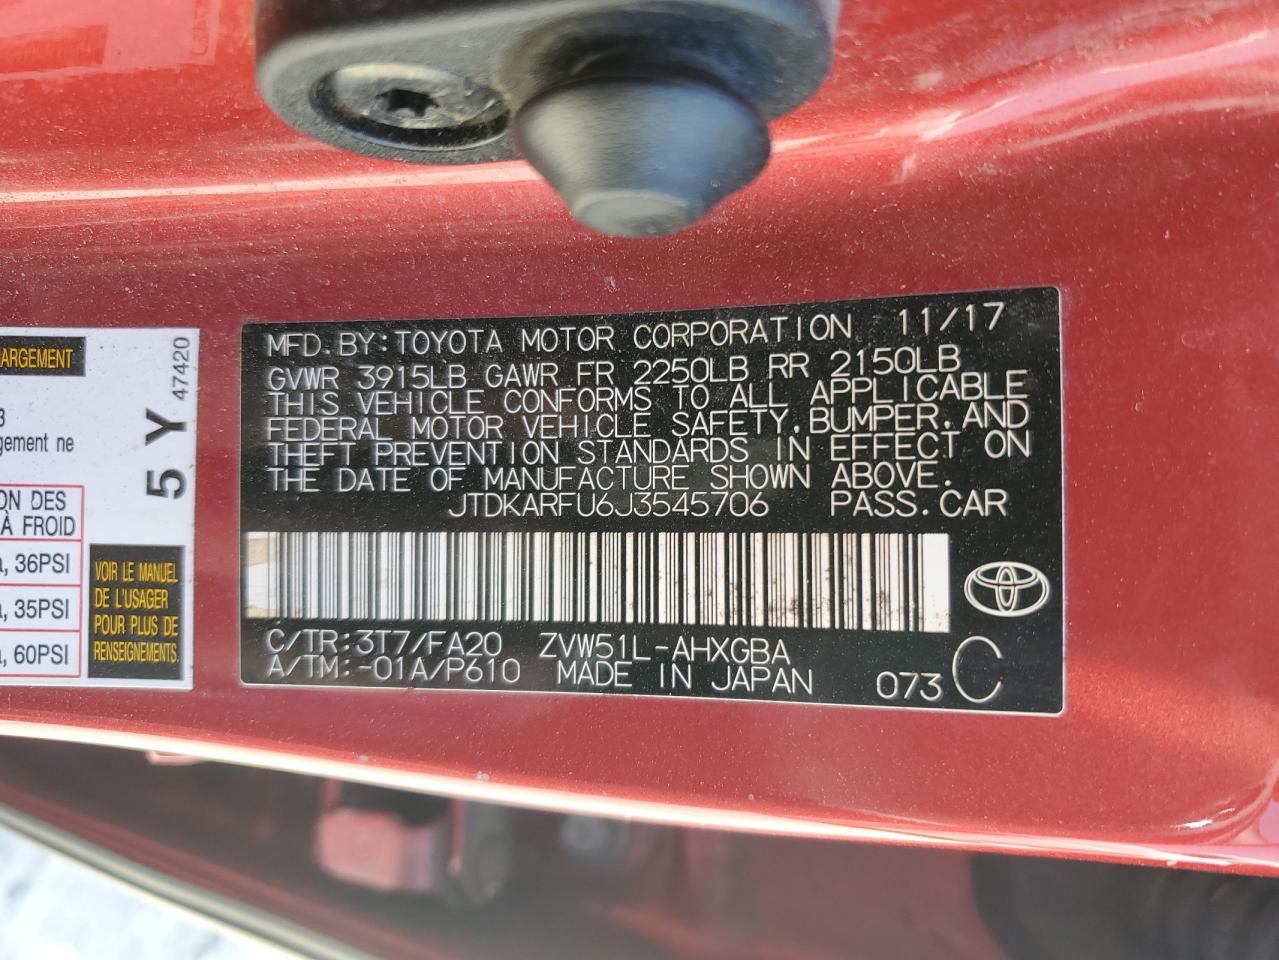 MFD.BY:TOYOTA MOTOR CORPORATION 11/17
GVWR 3915LB GAWR FR 2250LB RR 2150LB
THIS VEHICLE CONFORMS TO ALL APPLICABLE
FEDERAL MOTOR VEHICLE SAFETY,BUMPER,AND
THEFT PREVENTION STANDARDS IN EFFECT ON
THE DATE OF MANUFACTURE SHOWN ABOVE.
JTDKARFU6J3545706 PASS.CAR
C/TR:3T7/FA20 ZVW51L-AHXGBA
A/TM:-01A/P610 MADE IN JAPAN 073 C
ARGEMENT
3
gement ne
ON DES
À FROID
a, 36PSI
a, 35PSI
a, 60PSI
5Y
47420
VOIR LE MANUEL
DE L'USAGER
POUR PLUS DE
RENSEIGNEMENTS.